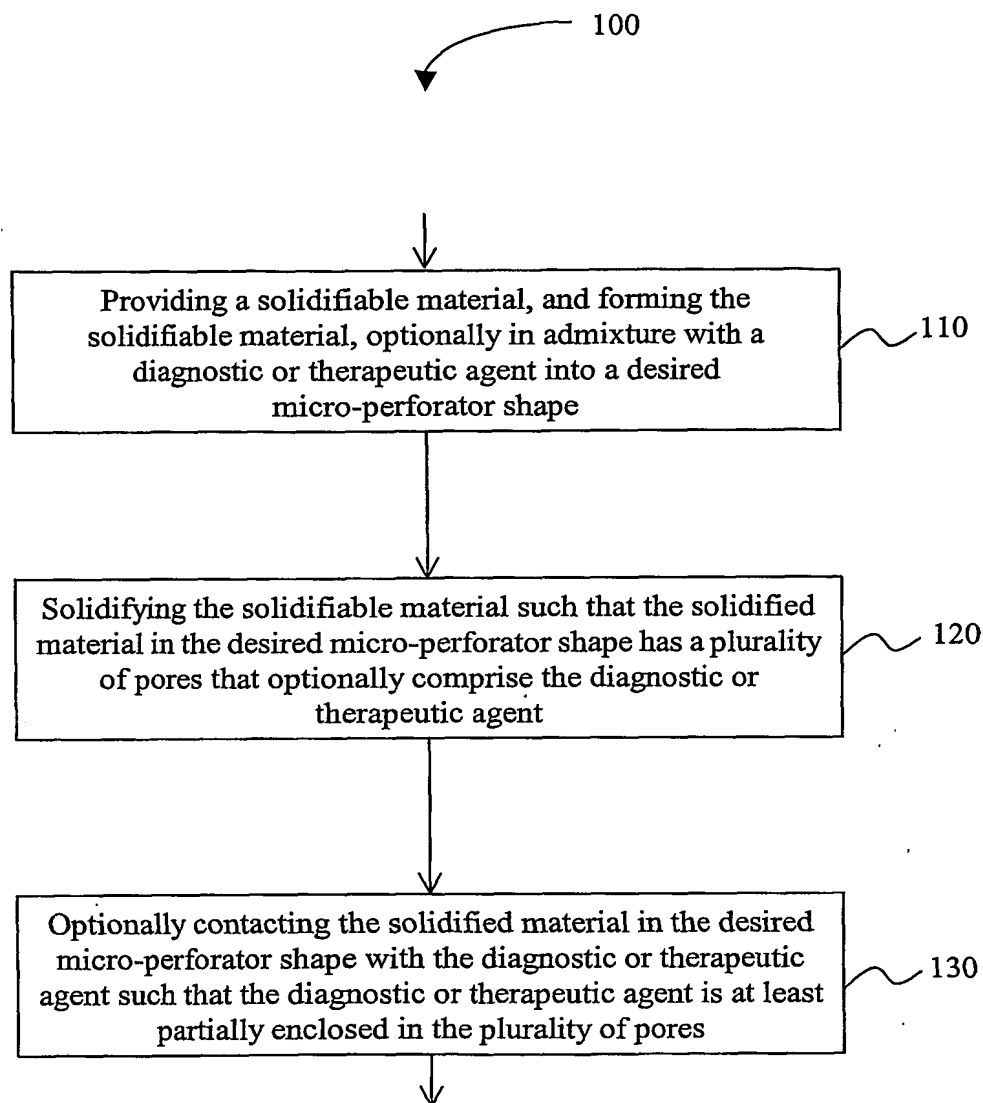 100
Providing a solidifiable material, and forming the
solidifiable material, optionally in admixture with a
diagnostic or therapeutic agent into a desired
micro-perforator shape
110
Solidifying the solidifiable material such that the solidified
material in the desired micro-perforator shape has a plurality
of pores that optionally comprise the diagnostic or
therapeutic agent
120
Optionally contacting the solidified material in the desired
micro-perforator shape with the diagnostic or therapeutic
agent such that the diagnostic or therapeutic agent is at least
partially enclosed in the plurality of pores
130